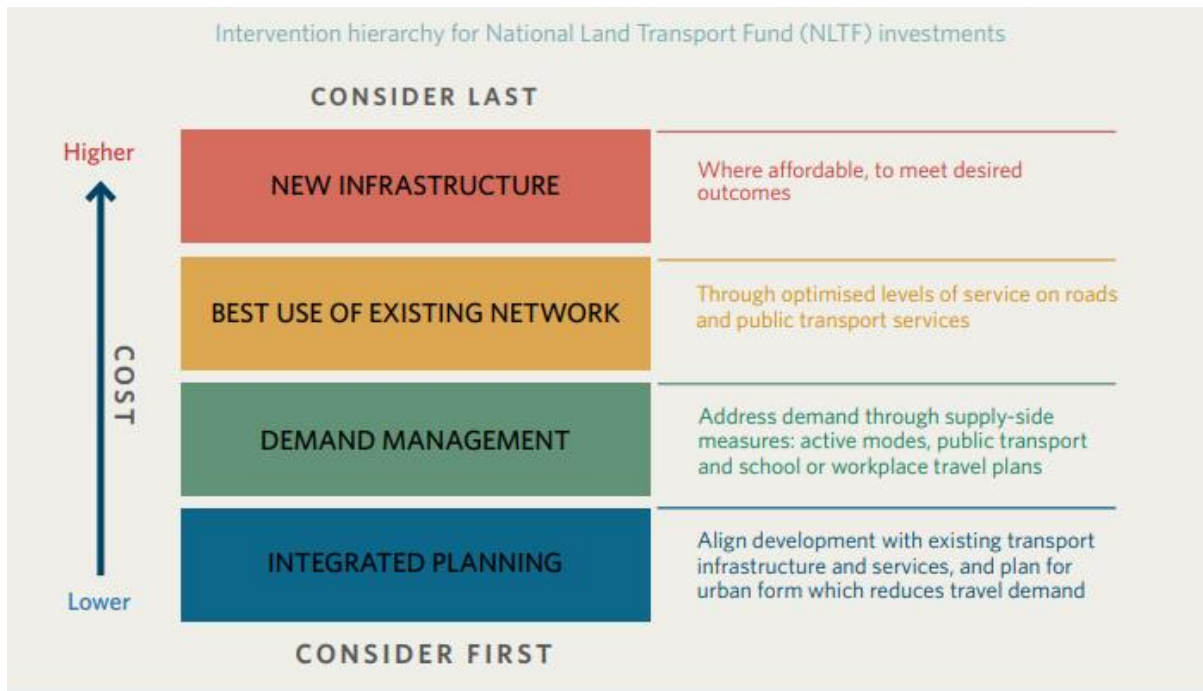 Intervention hierarchy for National Land Transport Fund (NLTF) investments
CONSIDER LAST
Higher
NEW INFRASTRUCTURE
Where affordable, to meet desired
outcomes
BEST USE OF EXISTING NETWORK
Through optimised levels of service on roads
and public transport services
COST
DEMAND MANAGEMENT
Address demand through supply-side
measures: active modes, public transport
and school or workplace travel plans
INTEGRATED PLANNING
Align development with existing transport
infrastructure and services, and plan for
urban form which reduces travel demand
Lower
CONSIDER FIRST